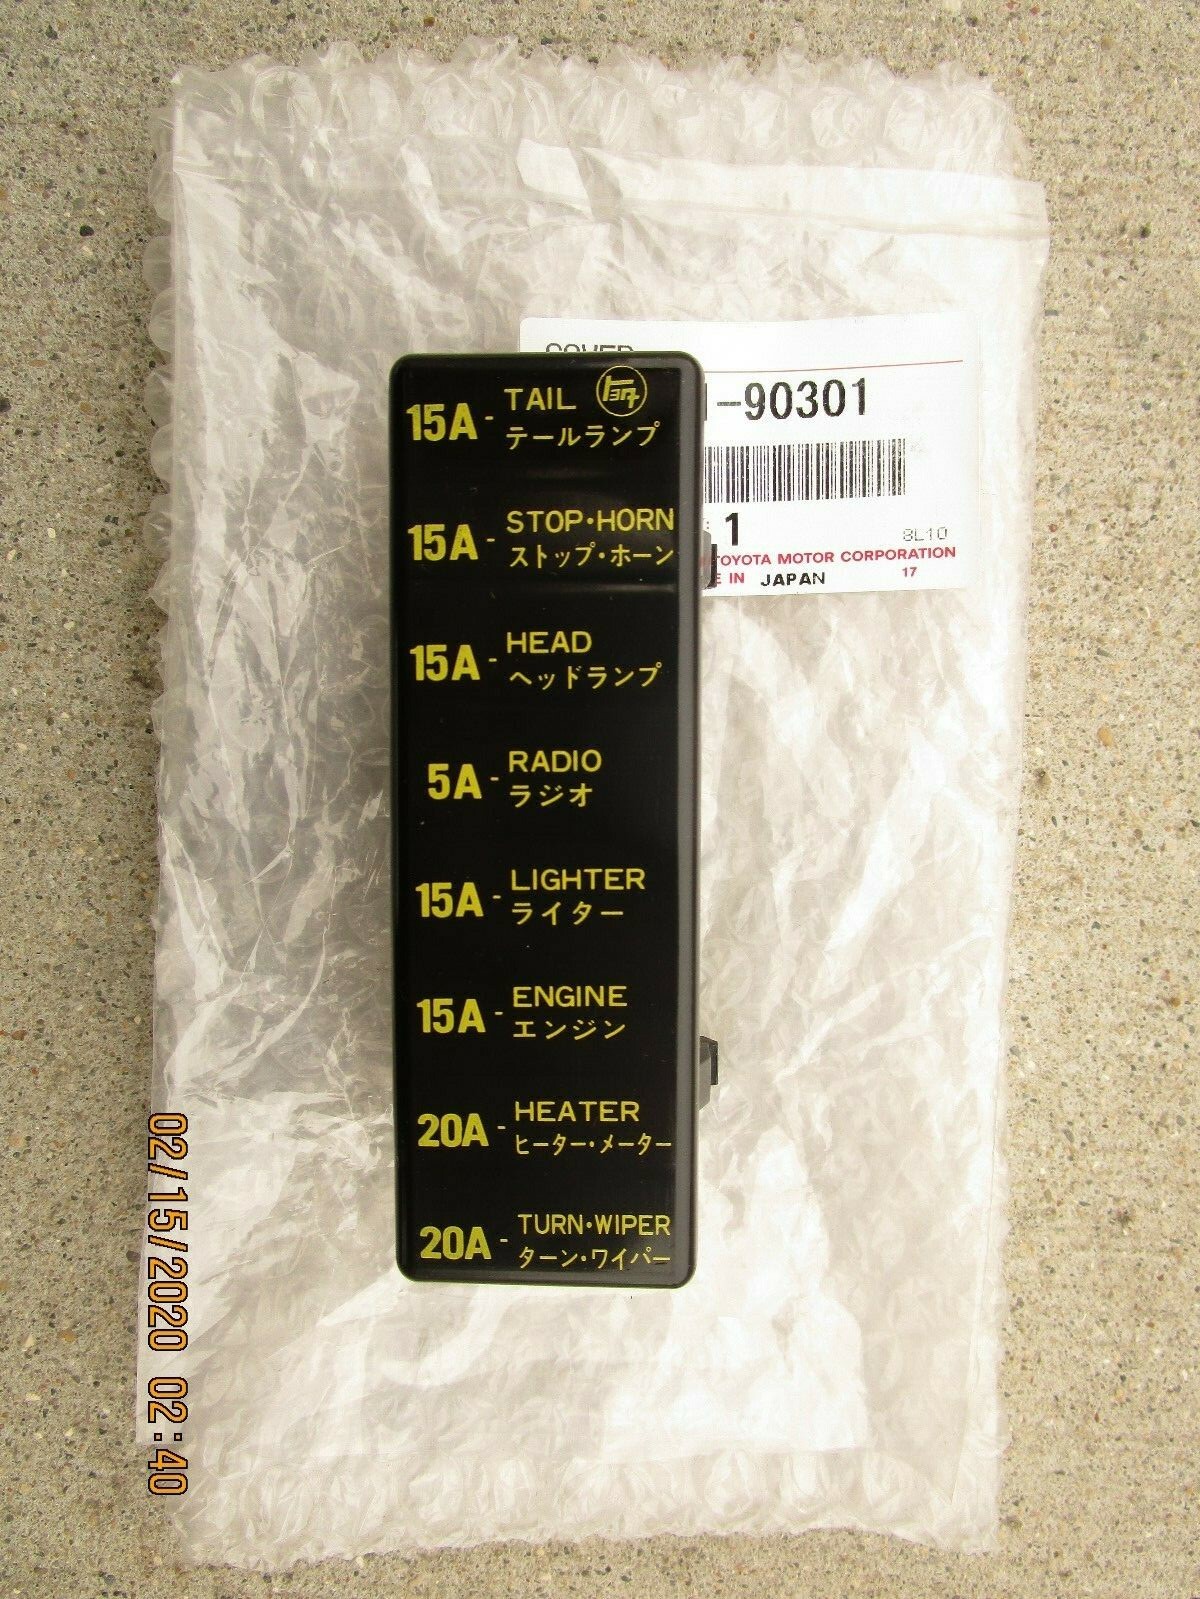 COVER
-90301
1
8L10
TOYOTA MOTOR CORPORATION
E IN JAPAN 17
15A - TAIL
テールランプ
15A - STOP・HORN
ストップ・ホーン
15A - HEAD
ヘッドランプ
5A - RADIO
ラジオ
15A - LIGHTER
ライター
15A - ENGINE
エンジン
20A - HEATER
ヒーター・メーター
20A - TURN・WIPER
ターン・ワイパー
02/15/2020 02:40